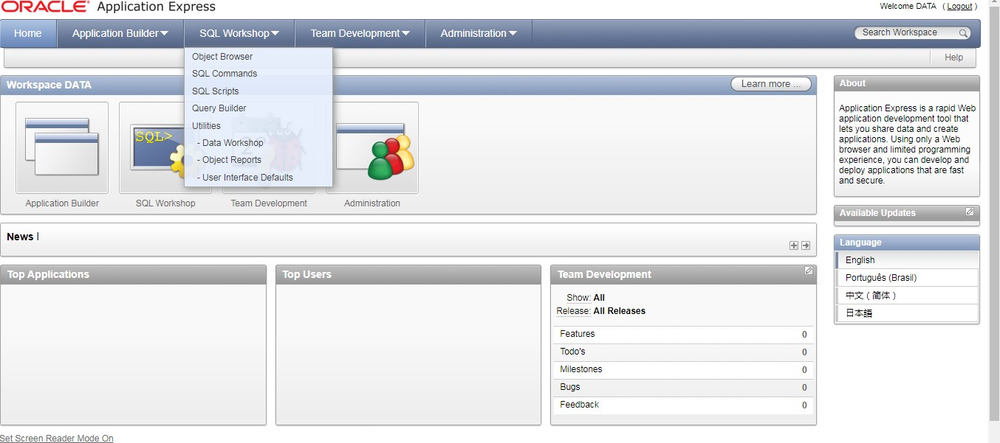 ORACLE® Application Express
Welcome DATA ( Logout )
Home
Application Builder
SQL Workshop
Team Development
Administration
Search Workspace
Object Browser
SQL Commands
SQL Scripts
Query Builder
Utilities
- Data Workshop
- Object Reports
- User Interface Defaults
Help
Workspace DATA
Learn more ...
SQL>
Application Builder
SQL Workshop
Team Development
Administration
News
Top Applications
Top Users
Team Development
Show: All
Release: All Releases
Features 0
Todo's 0
Milestones 0
Bugs 0
Feedback 0
About
Application Express is a rapid Web
application development tool that
lets you share data and create
applications. Using only a Web
browser and limited programming
experience, you can develop and
deploy applications that are fast
and secure.
Available Updates
Language
English
Português (Brasil)
中文 ( 简体 )
日本語
Set Screen Reader Mode On